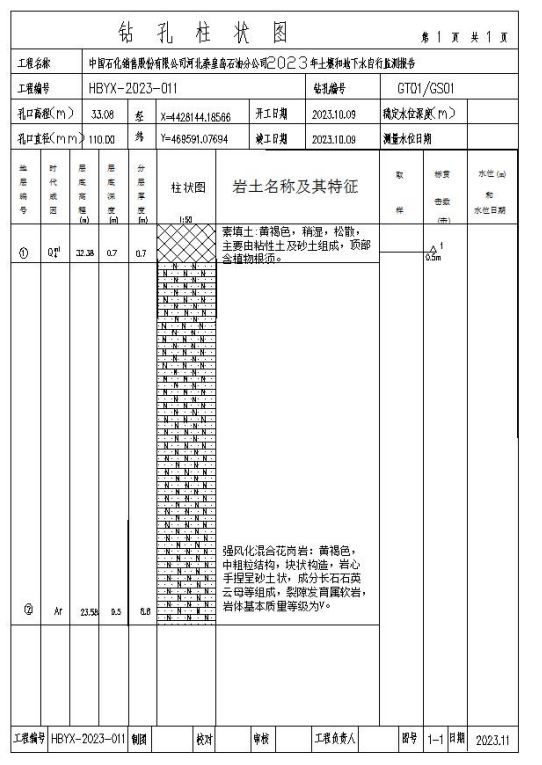 钻孔柱状图
第 1 页 共 1 页
工程名称 中国石化销售股份有限公司河北秦皇岛石油分公司2023年土壤和地下水自行监测报告
工程编号 HBYX-2023-011 钻孔编号 GT01/GS01
孔口高程(m) 33.08 坐 X=4428144.18566 开工日期 2023.10.09 稳定水位深度(m)
孔口直径(mm) 110.00 Y=469591.07694 竣工日期 2023.10.09 测量水位日期
地层编号
时代成因
层底高程(m)
层底深度(m)
分层厚度(m)
柱状图
1:50
岩土名称及其特征
取样
标贯击数(击)
水位(m)和水位日期
① 32.38 0.7 0.7
素填土:黄褐色,稍湿,松散,
主要由粘性土及砂土组成,顶部
含植物根须。
1
0.5m
强风化混合花岗岩:黄褐色,
中粗粒结构,块状构造,岩心
手捏呈砂土状,成分长石石英
云母等组成,裂隙发育属软岩,
岩体基本质量等级为V。
② Ar 23.58 9.5 8.8
工程编号 HBYX-2023-011 制图 校对 审核 工程负责人 图号 1-1 日期 2023.11